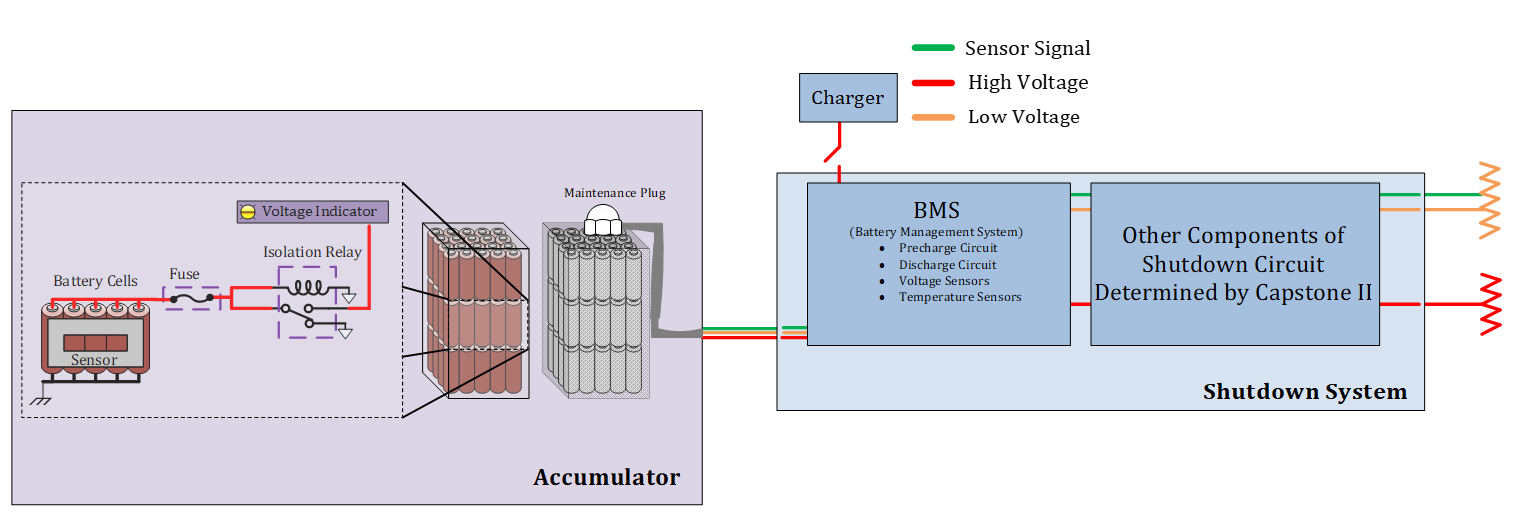 Sensor Signal
High Voltage
Low Voltage
Charger
Maintenance Plug
Voltage Indicator
Isolation Relay
Fuse
Battery Cells
Sensor
Accumulator
BMS
(Battery Management System)
• Precharge Circuit
• Discharge Circuit
• Voltage Sensors
• Temperature Sensors
Other Components of
Shutdown Circuit
Determined by Capstone II
Shutdown System